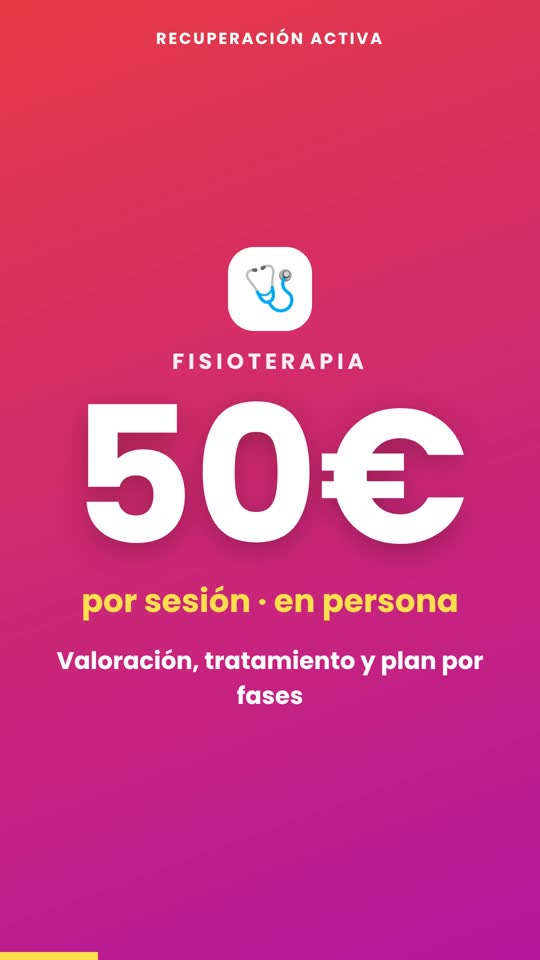 RECUPERACIÓN ACTIVA
FISIOTERAPIA
50€
por sesión · en persona
Valoración, tratamiento y plan por
fases